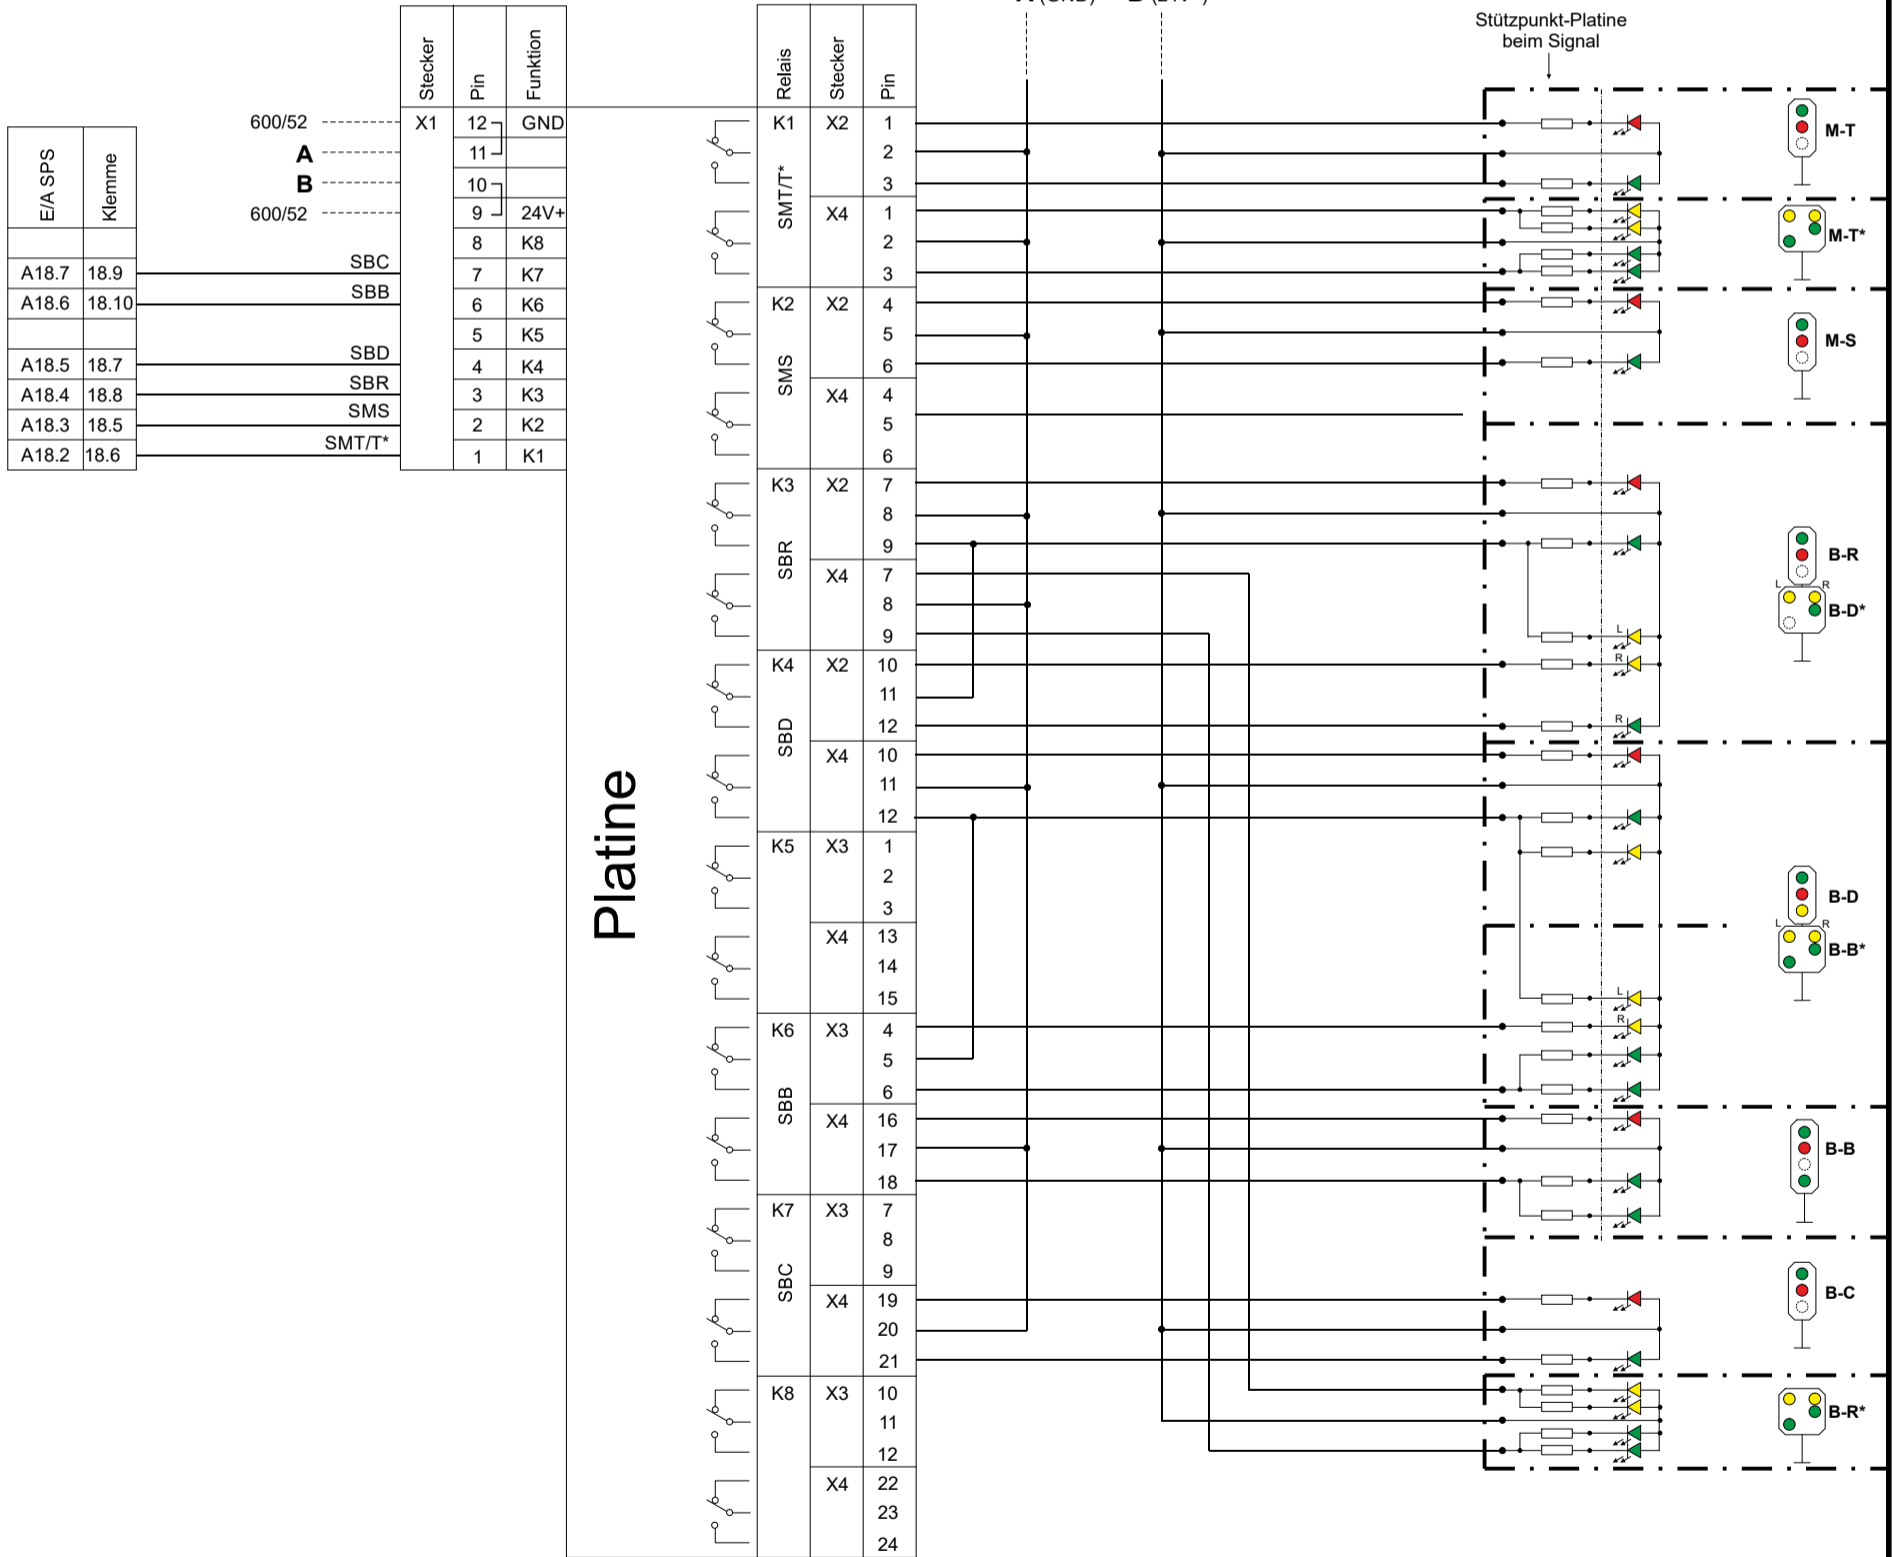 Stützpunkt-Platine
beim Signal
Stecker Pin Funktion
Relais Stecker Pin
E/A SPS Klemme
600/52 X1 12 GND
A 11
B 10
600/52 9 24V+
8 K8
A18.7 18.9 SBC 7 K7
A18.6 18.10 SBB 6 K6
5 K5
A18.5 18.7 SBD 4 K4
A18.4 18.8 SBR 3 K3
A18.3 18.5 SMS 2 K2
A18.2 18.6 SMT/T* 1 K1
Platine
K1 X2 1
2
3
SMT/T*
X4 1
2
3
K2 X2 4
5
6
SMS
X4 4
5
6
K3 X2 7
8
9
SBR
X4 7
8
9
K4 X2 10
11
12
SBD
X4 10
11
12
K5 X3 1
2
3
X4 13
14
15
K6 X3 4
5
6
SBB
X4 16
17
18
K7 X3 7
8
9
SBC
X4 19
20
21
K8 X3 10
11
12
X4 22
23
24
M-T
M-T*
M-S
B-R
L R
B-D*
L
R
R
B-D
L R
B-B*
L
R
B-B
B-C
B-R*